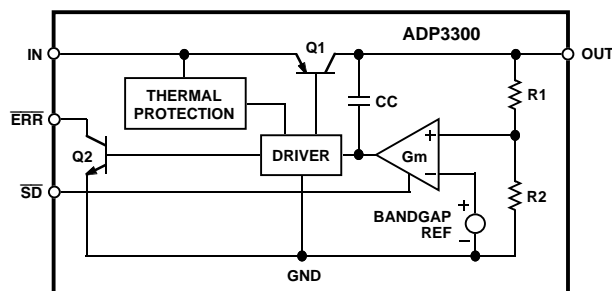 Q1
ADP3300
IN
OUT
THERMAL
PROTECTION
CC
R1
ERR
Q2
DRIVER
Gm
+
−
SD
R2
+
BANDGAP
REF
−
GND